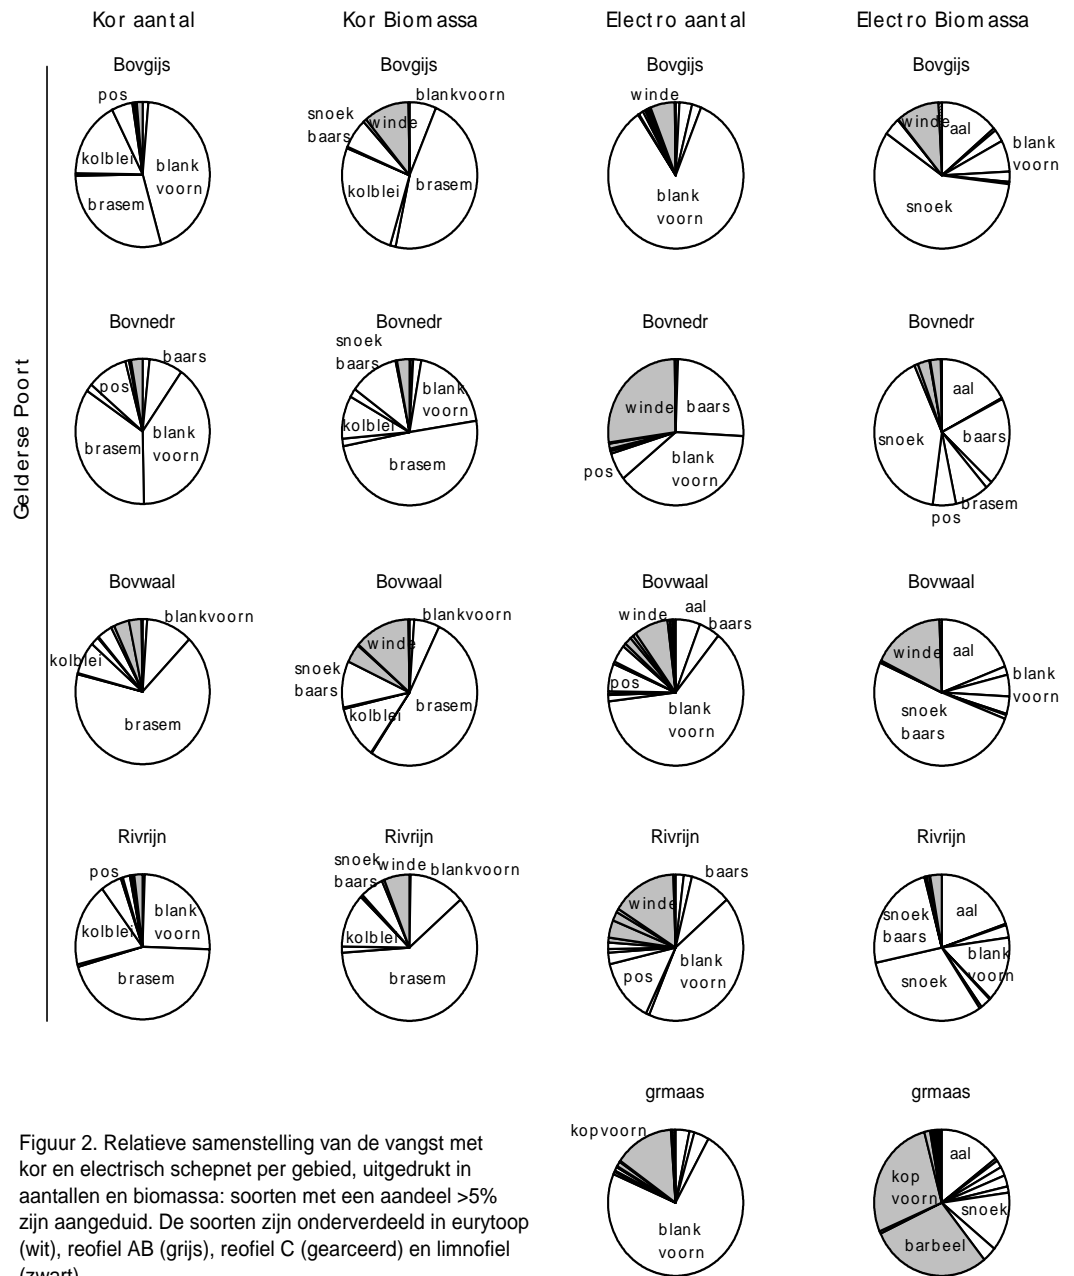 Kor aantal
Kor Biomassa
Electro aantal
Electro Biomassa
Gelderse Poort
Bovgijs
pos
kolblei
blank
voorn
brasem
Bovgijs
blankvoorn
snoek
baars
winde
kolblei
brasem
Bovgijs
winde
blank
voorn
Bovgijs
winde
aal
blank
voorn
snoek
Bovnedr
baars
pos
brasem
blank
voorn
Bovnedr
snoek
baars
blank
voorn
kolblei
brasem
Bovnedr
winde
baars
pos
blank
voorn
Bovnedr
aal
snoek
baars
brasem
pos
Bovwaal
blankvoorn
kolblei
brasem
Bovwaal
blankvoorn
winde
snoek
baars
kolblei
brasem
Bovwaal
winde
aal
baars
pos
blank
voorn
Bovwaal
winde
aal
blank
voorn
snoek
baars
Rivrijn
pos
blank
voorn
kolblei
brasem
Rivrijn
snoek
baars
winde
blankvoorn
kolblei
brasem
Rivrijn
baars
winde
blank
voorn
pos
Rivrijn
snoek
baars
aal
blank
voorn
snoek
grmaas
kopvoorn
blank
voorn
grmaas
aal
kop
voorn
snoek
barbeel
Figuur 2. Relatieve samenstelling van de vangst met
kor en electrisch schepnet per gebied, uitgedrukt in
aantallen en biomassa: soorten met een aandeel >5%
zijn aangeduid. De soorten zijn onderverdeeld in eurytoop
(wit), reofiel AB (grijs), reofiel C (gearceerd) en limnofiel
(zwart)